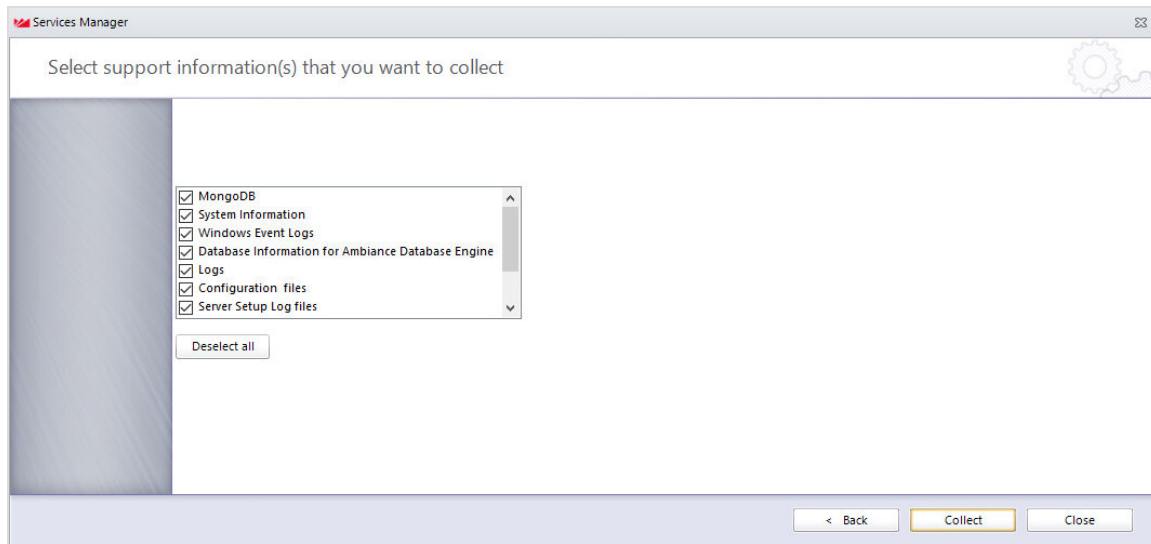 Services Manager
Select support information(s) that you want to collect
MongoDB
System Information
Windows Event Logs
Database Information for Ambiance Database Engine
Logs
Configuration  files
Server Setup Log files
Deselect all
< Back
Collect
Close